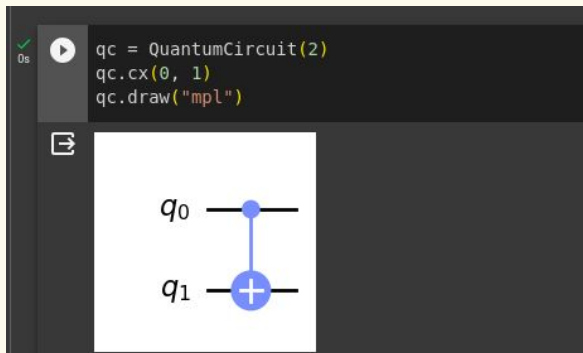 0s
qc = QuantumCircuit(2)
qc.cx(0, 1)
qc.draw("mpl")
q0
q1